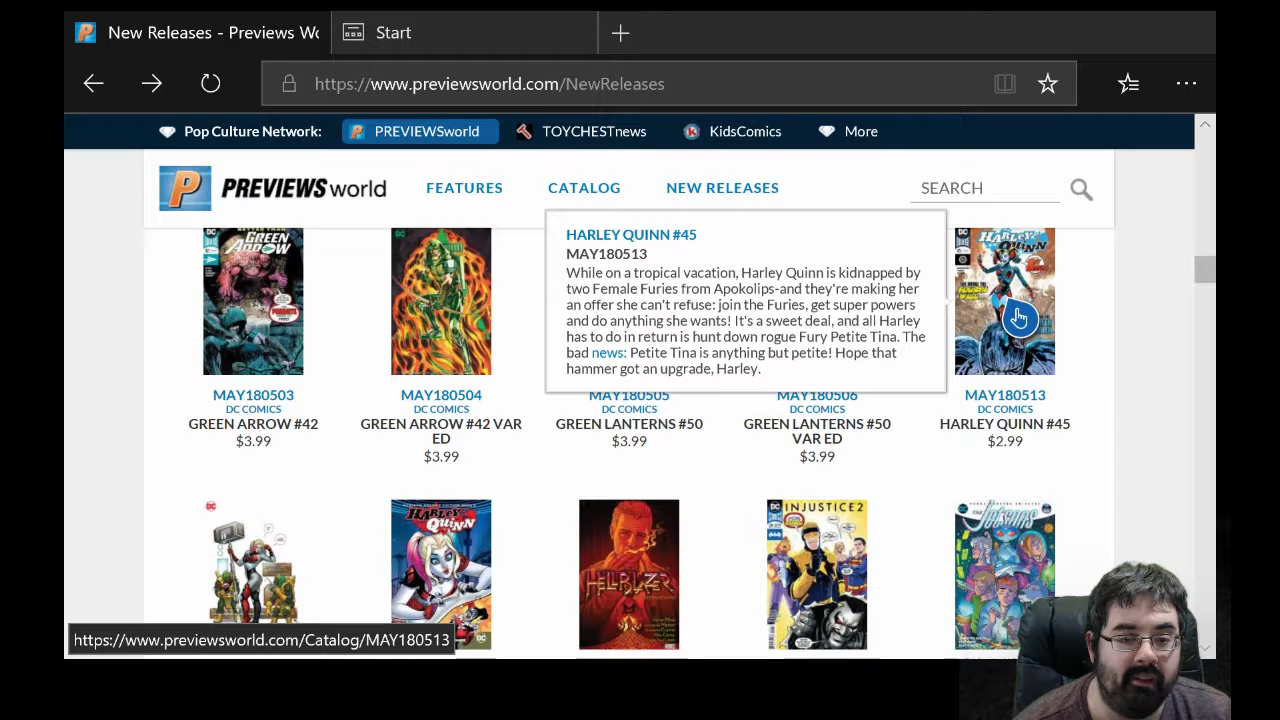 New Releases - Previews Wo
Start
https://www.previewsworld.com/NewReleases
Pop Culture Network:
PREVIEWSworld
TOYCHESTnews
KidsComics
More
PREVIEWSworld
FEATURES
CATALOG
NEW RELEASES
SEARCH
HARLEY QUINN #45
MAY180513
While on a tropical vacation, Harley Quinn is kidnapped by
two Female Furies from Apokolips-and they're making her
an offer she can't refuse: join the Furies, get super powers
and do anything she wants! It's a sweet deal, and all Harley
has to do in return is hunt down rogue Fury Petite Tina. The
bad news: Petite Tina is anything but petite! Hope that
hammer got an upgrade, Harley.
GREEN ARROW
HARLEY QUINN
MAY180503
DC COMICS
GREEN ARROW #42
$3.99
MAY180504
DC COMICS
GREEN ARROW #42 VAR
ED
$3.99
MAY180505
DC COMICS
GREEN LANTERNS #50
$3.99
MAY180506
DC COMICS
GREEN LANTERNS #50
VAR ED
$3.99
MAY180513
DC COMICS
HARLEY QUINN #45
$2.99
HARLEY QUINN
HELLBLAZER
INJUSTICE 2
THE Jetsons
https://www.previewsworld.com/Catalog/MAY180513